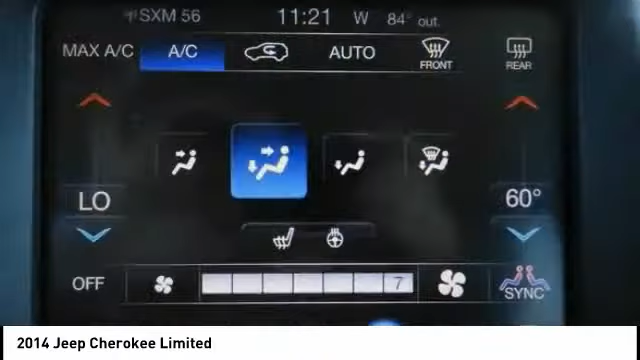 SXM 56 11:21 W 84° out.
MAX A/C A/C AUTO FRONT REAR
LO 60°
OFF 7 SYNC
2014 Jeep Cherokee Limited